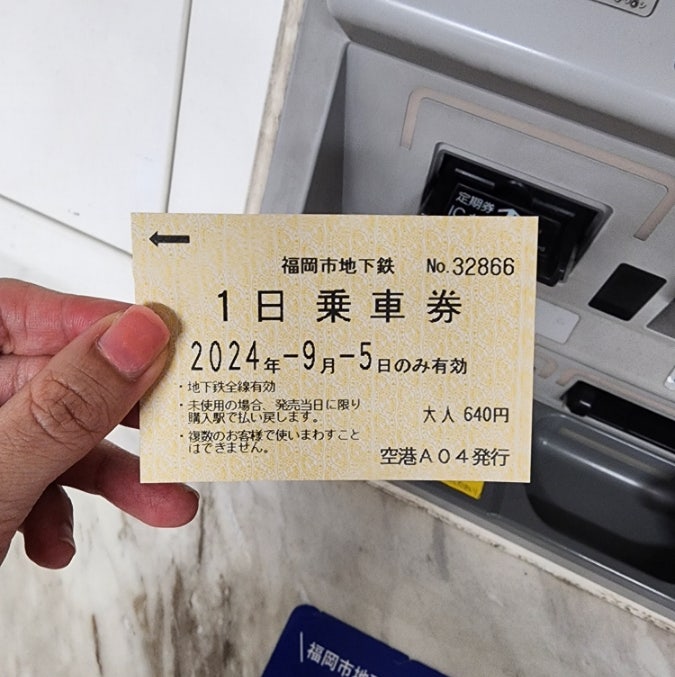 定期券
福岡市地下鉄 No.32866
1日乗車券
2024年-9月-5日のみ有効
・地下鉄全線有効
・未使用の場合、発売当日に限り
購入駅で払い戻します。
大人 640円
・複数のお客様で使いまわすこと
はできません。
空港A04発行
福岡市地